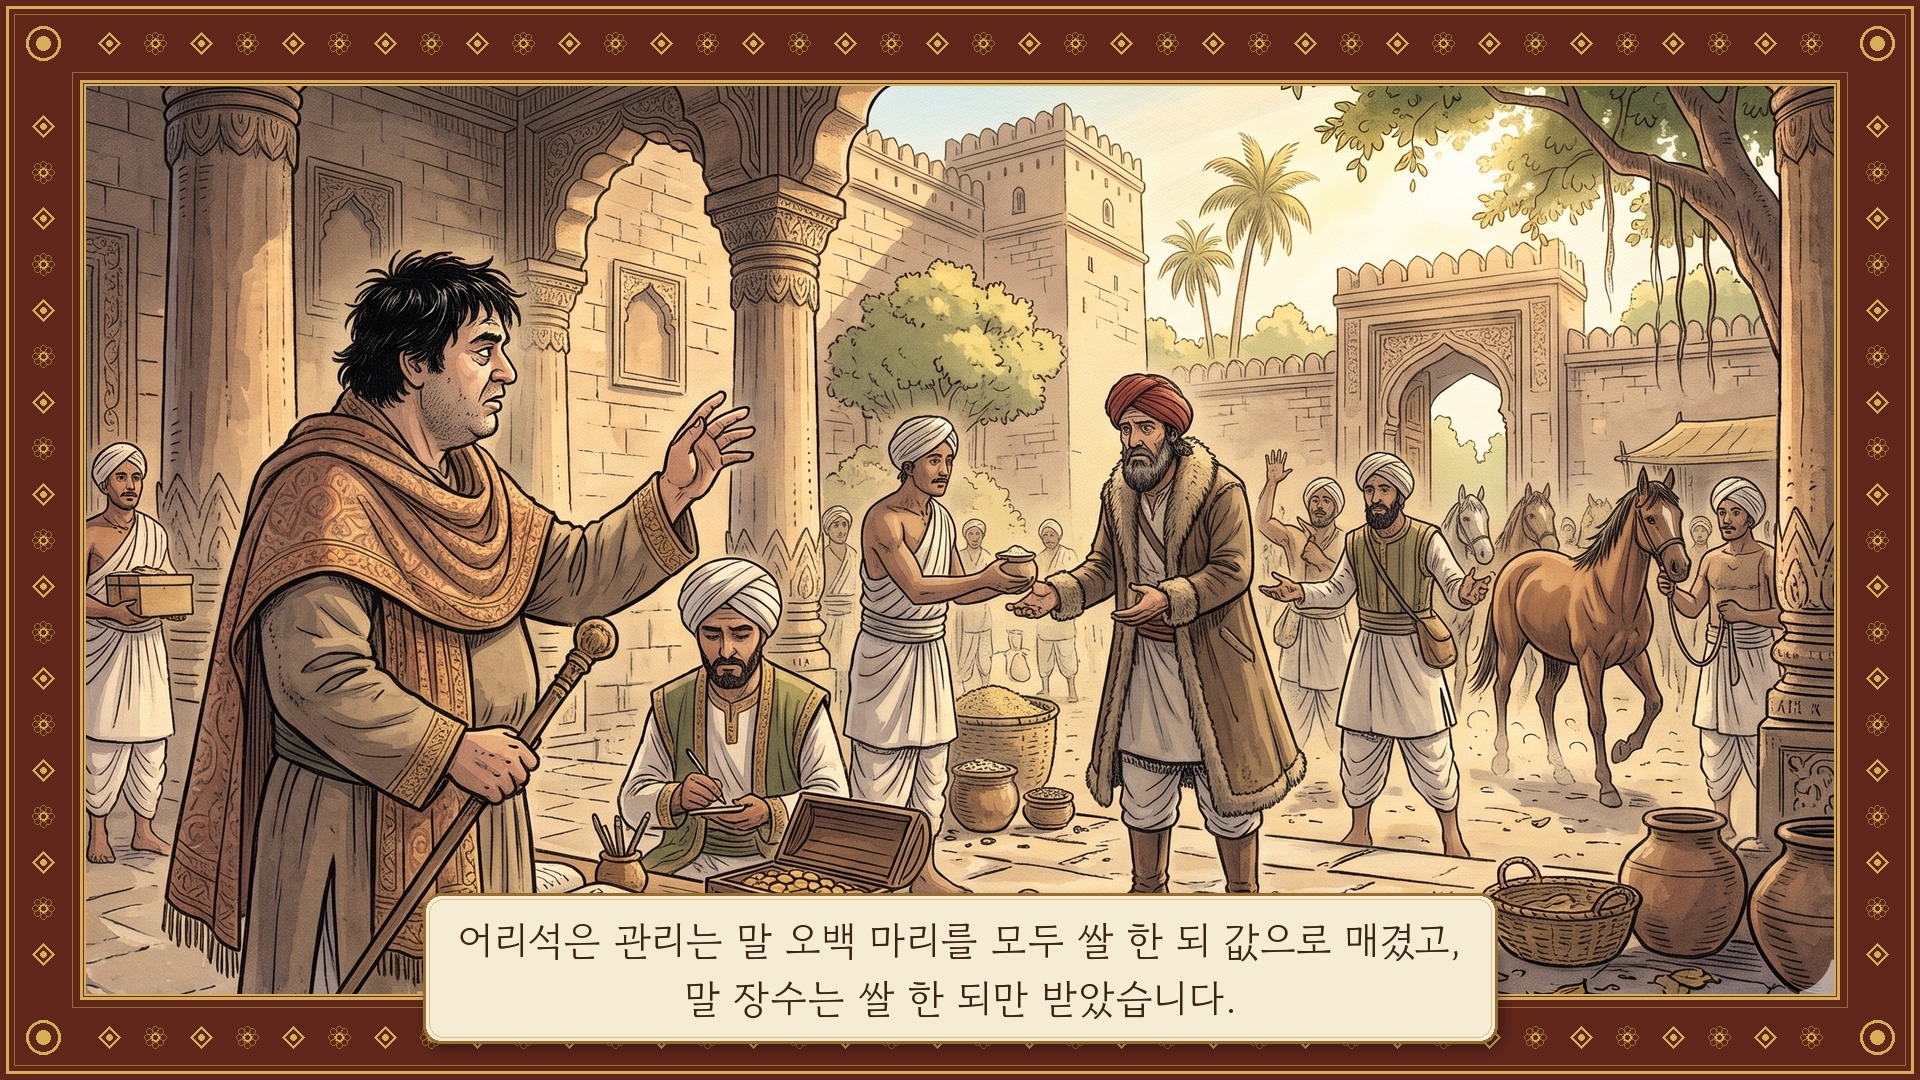 어리석은 관리는 말 오백 마리를 모두 쌀 한 되 값으로 매겼고,
말 장수는 쌀 한 되만 받았습니다.